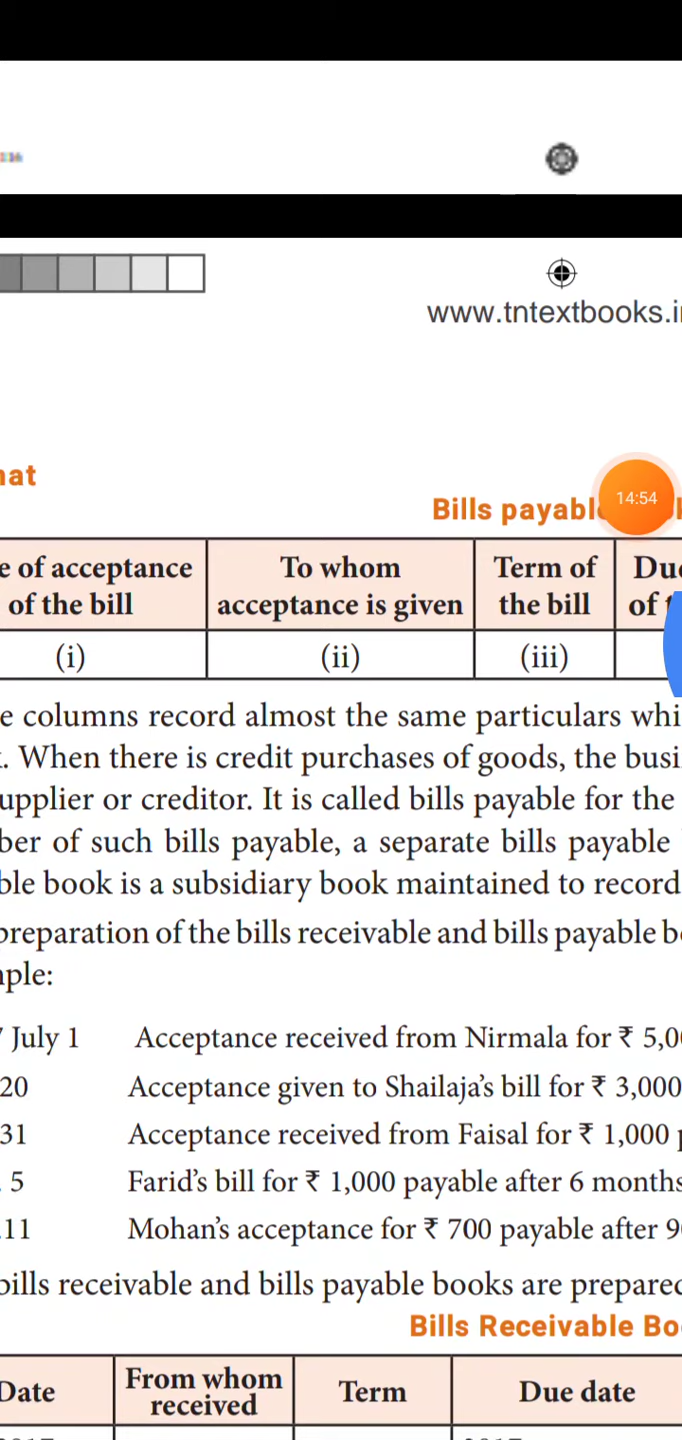 www.tntextbooks.i
nat
14:54
Bills payabl
e of acceptance of the bill
To whom acceptance is given
Term of the bill
Du
of
(i)
(ii)
(iii)
e columns record almost the same particulars whi
. When there is credit purchases of goods, the busi
upplier or creditor. It is called bills payable for the
ber of such bills payable, a separate bills payable
ble book is a subsidiary book maintained to record
preparation of the bills receivable and bills payable b
nple:
July 1 Acceptance received from Nirmala for ₹ 5,0
20 Acceptance given to Shailaja’s bill for ₹ 3,000
31 Acceptance received from Faisal for ₹ 1,000 p
. 5 Farid’s bill for ₹ 1,000 payable after 6 months
.11 Mohan’s acceptance for ₹ 700 payable after 9
bills receivable and bills payable books are prepared
Bills Receivable Bo
Date
From whom received
Term
Due date